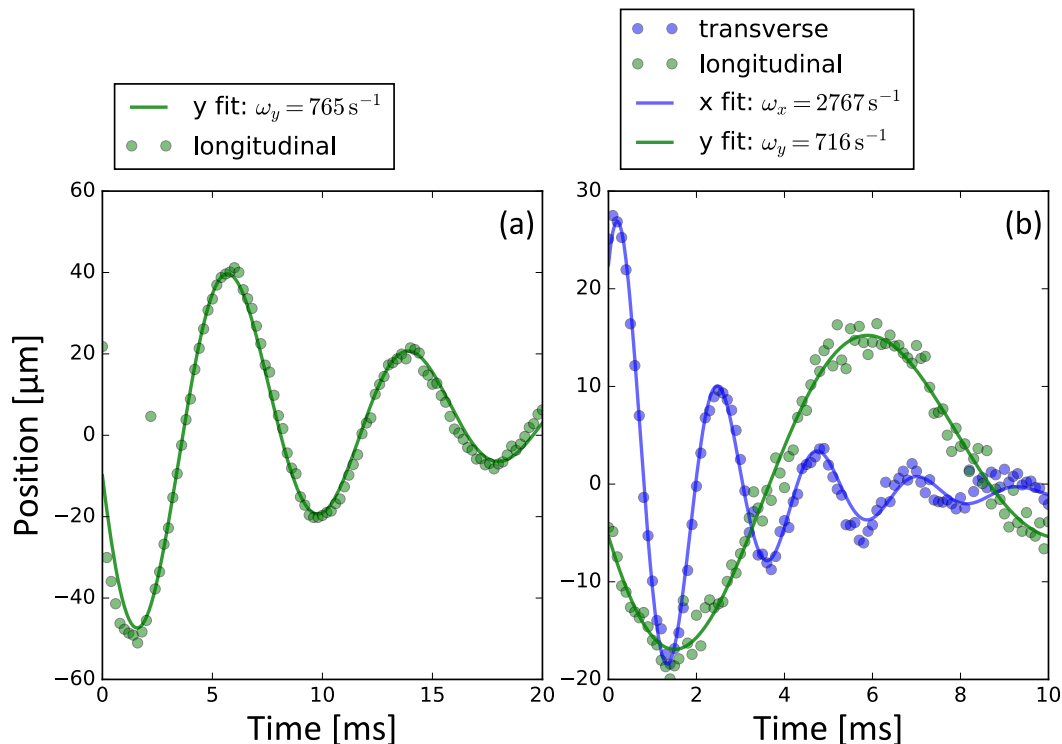 y fit: ω_y = 765 s⁻¹
longitudinal
transverse
longitudinal
x fit: ω_x = 2767 s⁻¹
y fit: ω_y = 716 s⁻¹
Position [µm]
60
40
20
0
−20
−40
−60
(a)
0
5
10
15
20
Time [ms]
30
20
10
0
−10
−20
(b)
0
2
4
6
8
10
Time [ms]